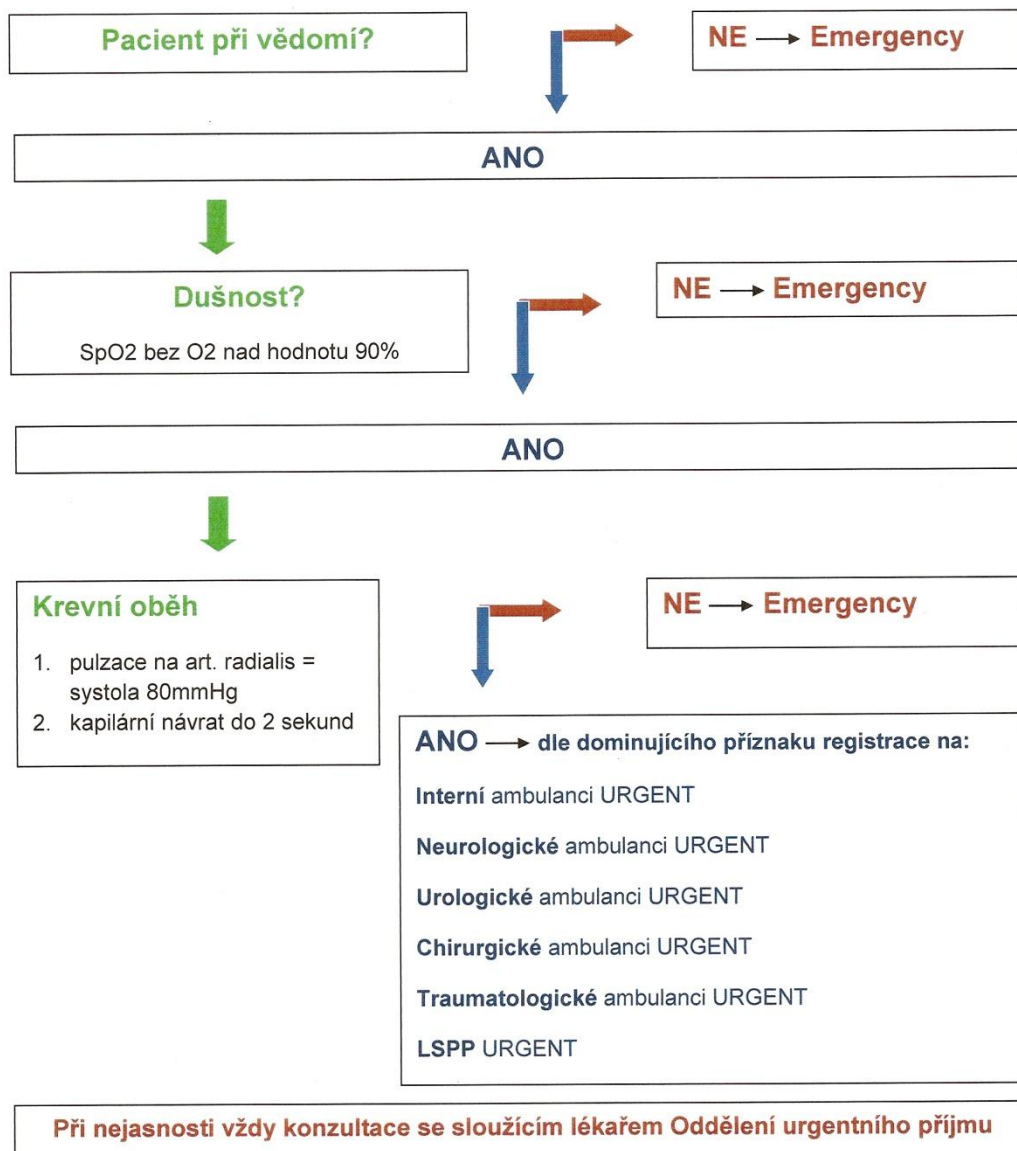 Pacient při vědomí?
NE → Emergency
ANO
Dušnost?
SpO2 bez O2 nad hodnotu 90%
NE → Emergency
ANO
Krevní oběh
1. pulzace na art. radialis =
systola 80mmHg
2. kapilární návrat do 2 sekund
NE → Emergency
ANO → dle dominujícího příznaku registrace na:
Interní ambulanci URGENT
Neurologické ambulanci URGENT
Urologické ambulanci URGENT
Chirurgické ambulanci URGENT
Traumatologické ambulanci URGENT
LSPP URGENT
Při nejasnosti vždy konzultace se sloužícím lékařem Oddělení urgentního příjmu